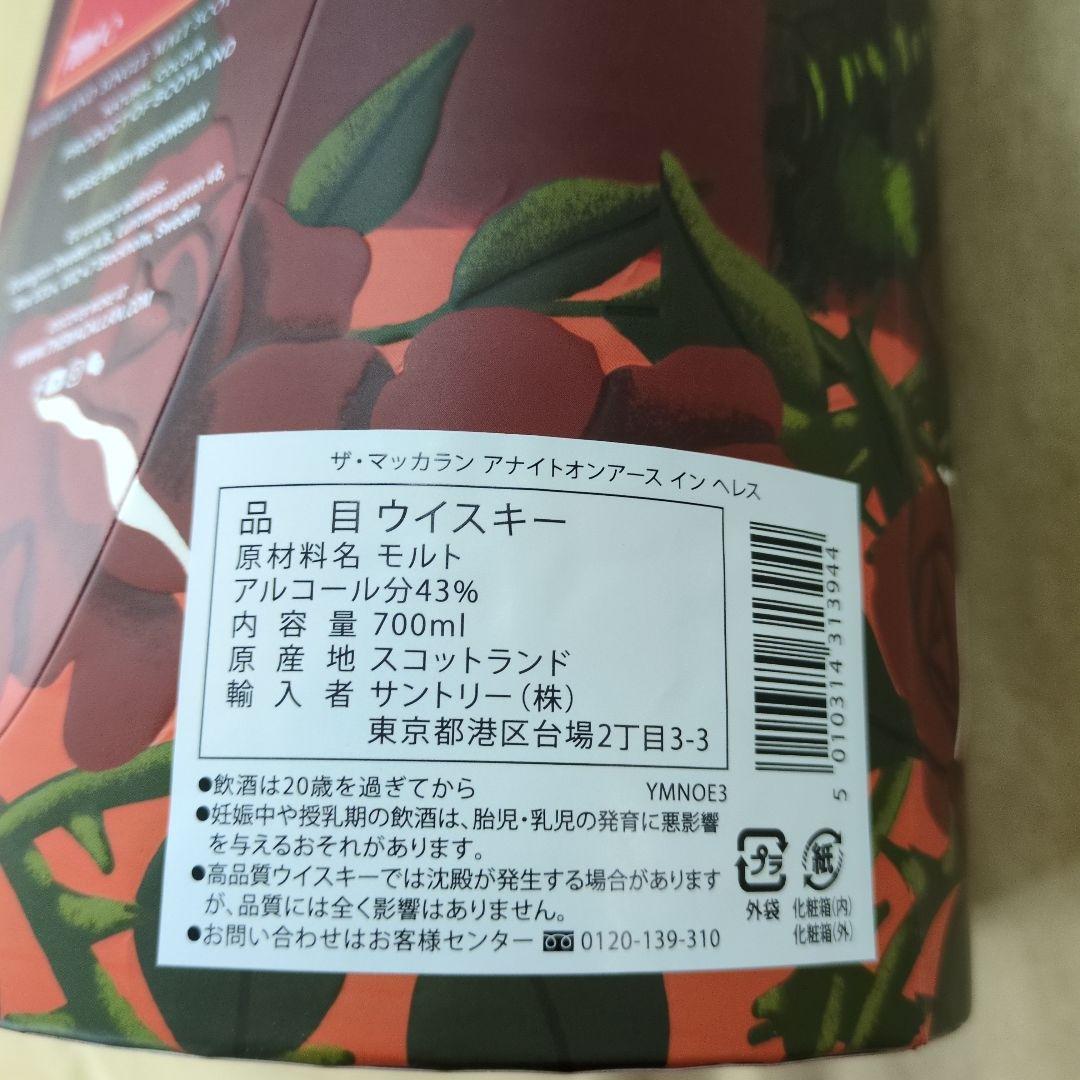 HIGHLAND SINGLE MALT SCOT
NATURAL COLOUR
PRODUCT OF SCOTLAND
Sweden
ザ・マッカラン アナイトオンアース イン ヘレス
品 目 ウイスキー
原材料名 モルト
アルコール分43%
内容量 700ml
原産地 スコットランド
輸入者 サントリー(株)
東京都港区台場2丁目3-3
●飲酒は20歳を過ぎてから YMNOE3
●妊娠中や授乳期の飲酒は、胎児・乳児の発育に悪影響
を与えるおそれがあります。
●高品質ウイスキーでは沈殿が発生する場合があります
が、品質には全く影響はありません。
●お問い合わせはお客様センター 0120-139-310
5 010314 313944
プラ
外袋
紙
化粧箱(内)
化粧箱(外)